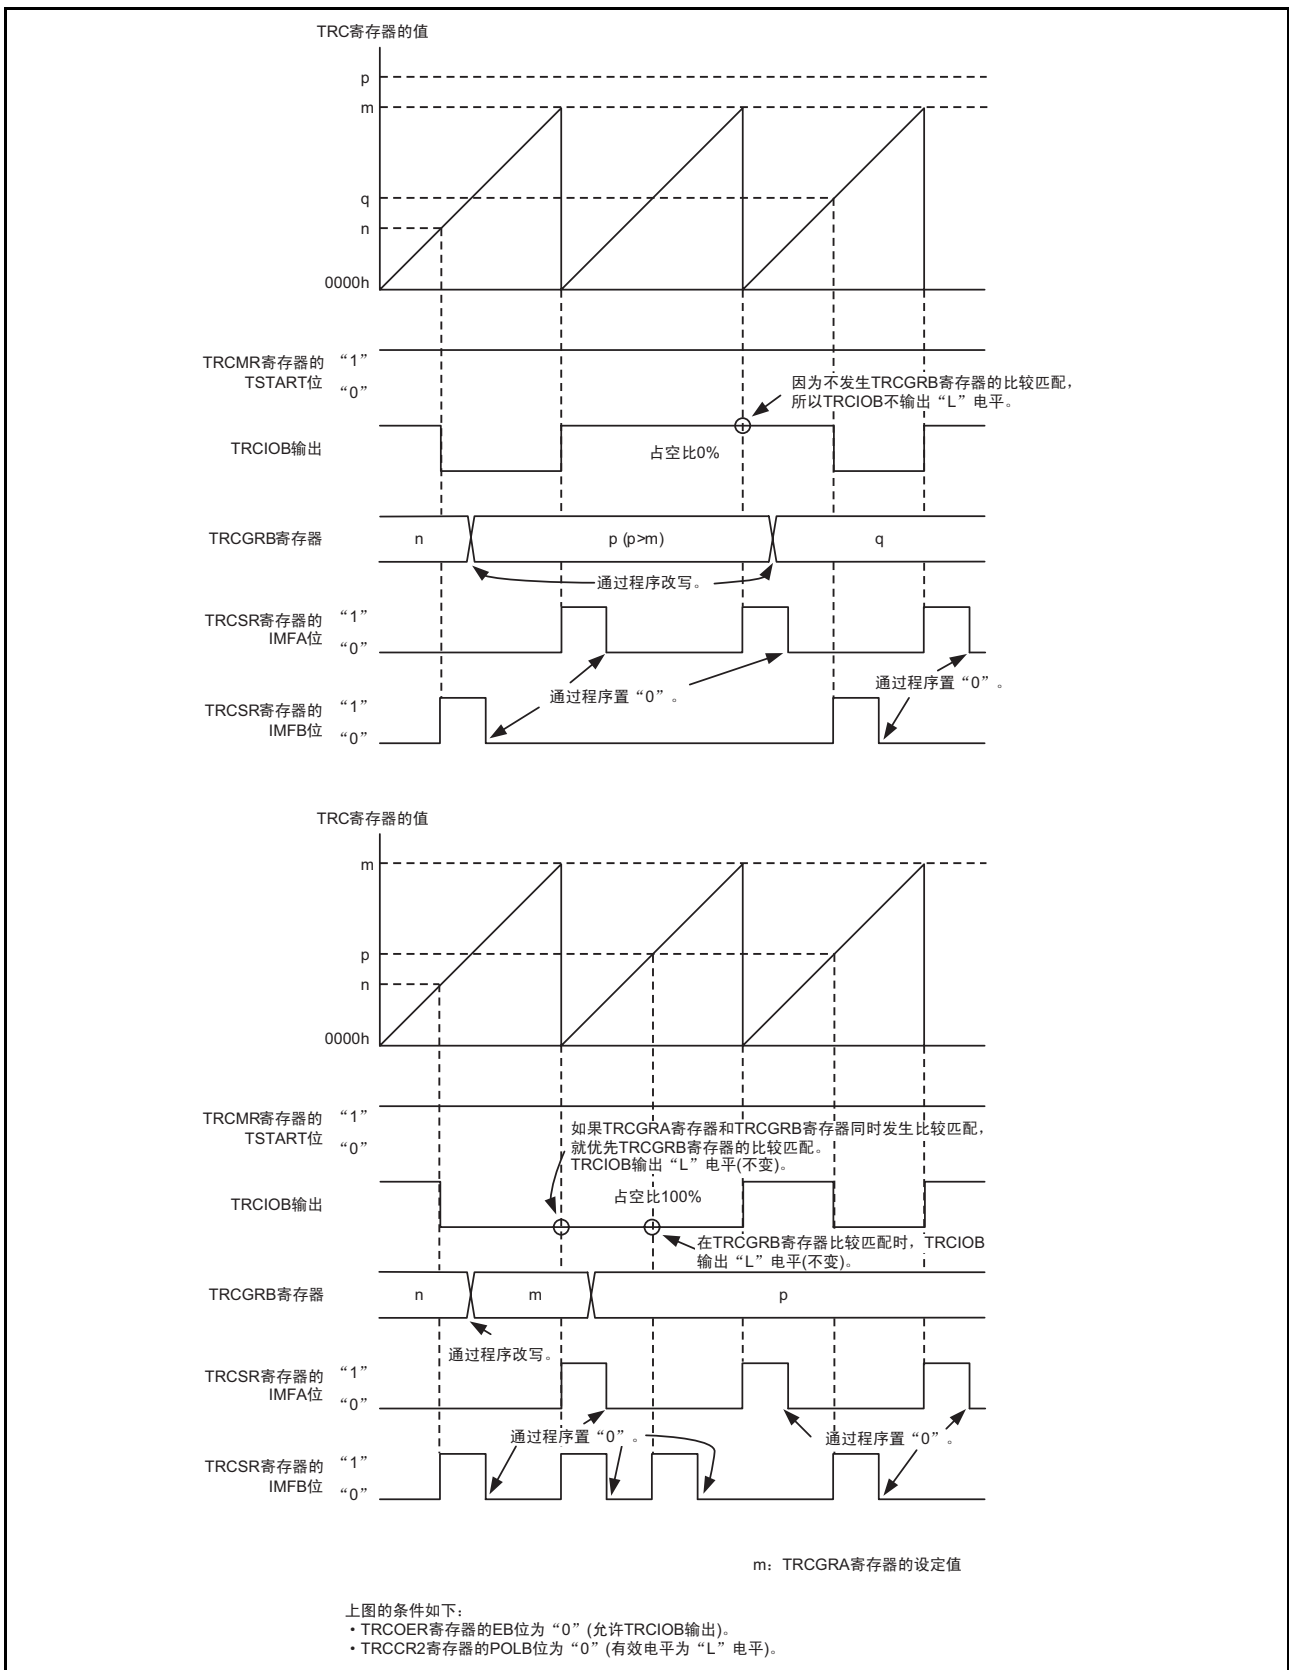 TRC寄存器的值
p
m
q
n
0000h
TRCMR寄存器的
TSTART位
“1”
“0”
因为不发生TRCGRB寄存器的比较匹配，
所以TRCIOB不输出“L”电平。
TRCIOB输出
占空比0%
TRCGRB寄存器
n
p (p>m)
q
通过程序改写。
TRCSR寄存器的
IMFA位
“1”
“0”
通过程序置“0”。
通过程序置“0”。
TRCSR寄存器的
IMFB位
“1”
“0”
TRC寄存器的值
m
p
n
0000h
TRCMR寄存器的
TSTART位
“1”
“0”
如果TRCGRA寄存器和TRCGRB寄存器同时发生比较匹配，
就优先TRCGRB寄存器的比较匹配。
TRCIOB输出“L”电平(不变)。
TRCIOB输出
占空比100%
在TRCGRB寄存器比较匹配时，TRCIOB
输出“L”电平(不变)。
TRCGRB寄存器
n
m
p
通过程序改写。
TRCSR寄存器的
IMFA位
“1”
“0”
通过程序置“0”。
通过程序置“0”。
TRCSR寄存器的
IMFB位
“1”
“0”
m：TRCGRA寄存器的设定值
上图的条件如下：
・TRCOER寄存器的EB位为“0”(允许TRCIOB输出)。
・TRCCR2寄存器的POLB位为“0”(有效电平为“L”电平)。